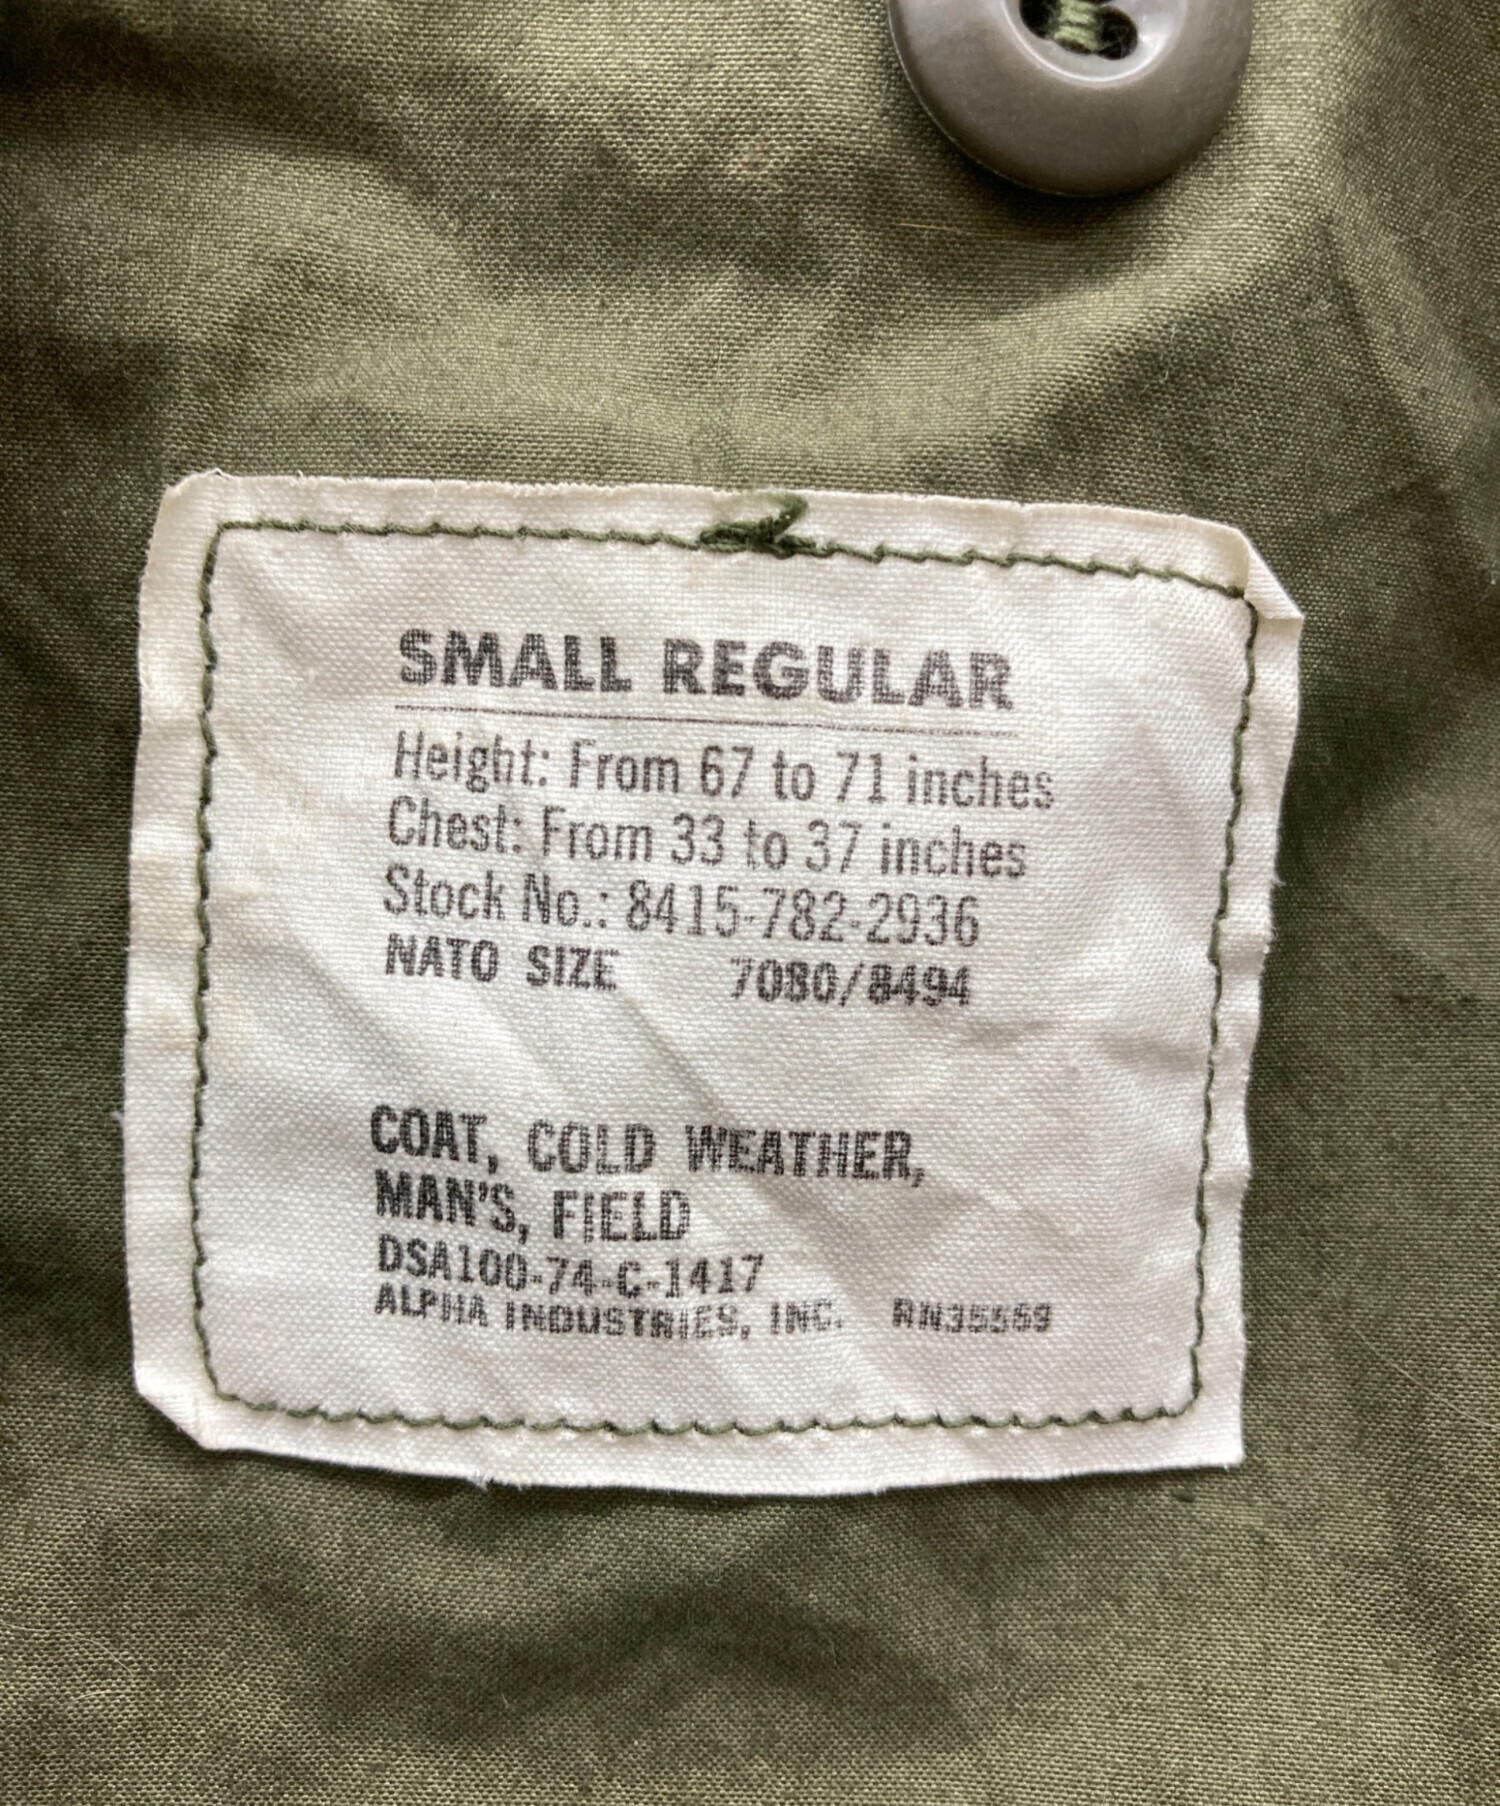 SMALL REGULAR
Height: From 67 to 71 inches
Chest: From 33 to 37 inches
Stock No.: 8415-782-2936
NATO SIZE 7080/8494
COAT, COLD WEATHER,
MAN'S, FIELD
DSA100-74-C-1417
ALPHA INDUSTRIES, INC. RN35569